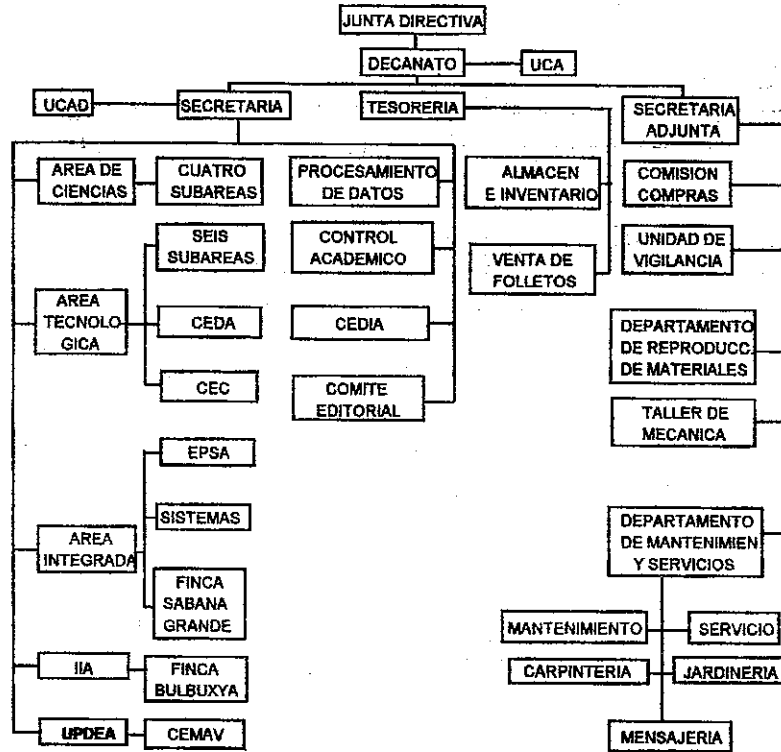 JUNTA DIRECTIVA
DECANATO
UCA
UCAD
SECRETARIA
TESORERIA
SECRETARIA
ADJUNTA
AREA DE
CIENCIAS
CUATRO
SUBAREAS
PROCESAMIENTO
DE DATOS
ALMACEN
E INVENTARIO
COMISION
COMPRAS
SEIS
SUBAREAS
CONTROL
ACADEMICO
VENTA DE
FOLLETOS
UNIDAD DE
VIGILANCIA
AREA
TECNOLO
GICA
CEDA
CEDIA
DEPARTAMENTO
DE REPRODUCC.
DE MATERIALES
CEC
COMITE
EDITORIAL
TALLER DE
MECANICA
EPSA
SISTEMAS
AREA
INTEGRADA
FINCA
SABANA
GRANDE
DEPARTAMENTO
DE MANTENIMIEN
Y SERVICIOS
MANTENIMIENTO
SERVICIO
IIA
FINCA
BULBUXYA
CARPINTERIA
JARDINERIA
UPDEA
CEMAV
MENSAJERIA